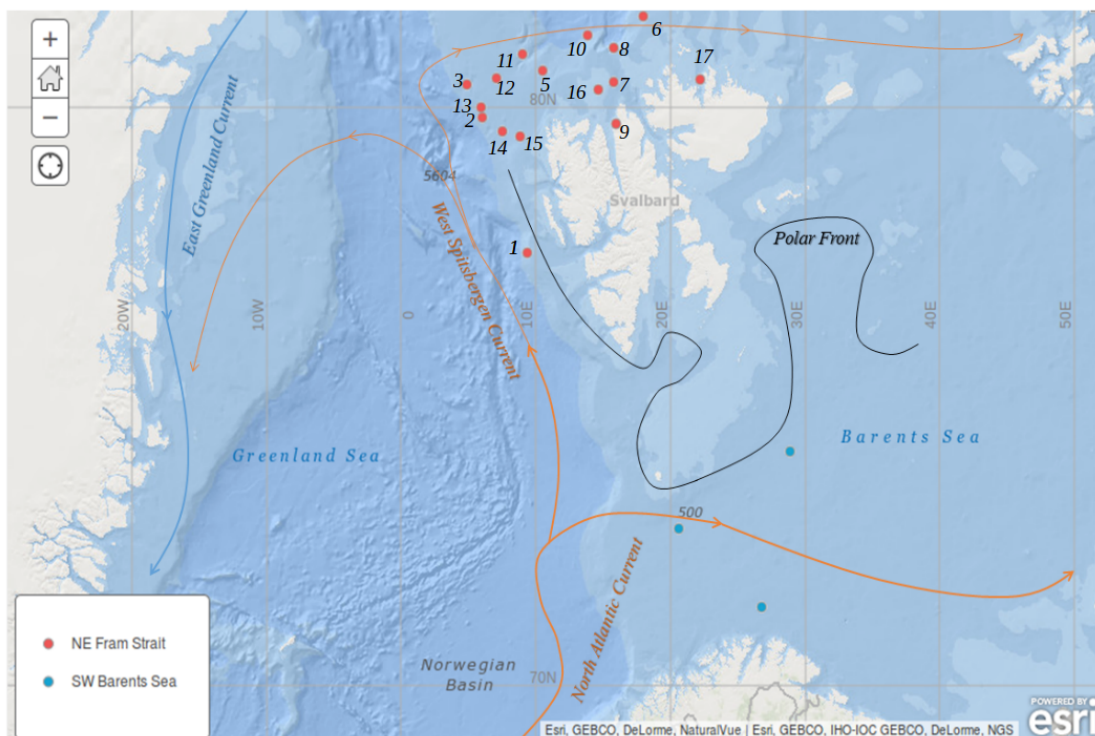 +
−
6
10
8
17
11
3
5
12
7
16
80N
13
2
9
14
15
5604
East Greenland Current
Svalbard
West Spitsbergen Current
Polar Front
1
20W
10W
0
10E
20E
30E
40E
50E
Greenland Sea
Barents Sea
500
North Atlantic Current
NE Fram Strait
SW Barents Sea
Norwegian
Basin
70N
POWERED BY
esri
Esri, GEBCO, DeLorme, NaturalVue | Esri, GEBCO, IHO-IOC GEBCO, DeLorme, NGS